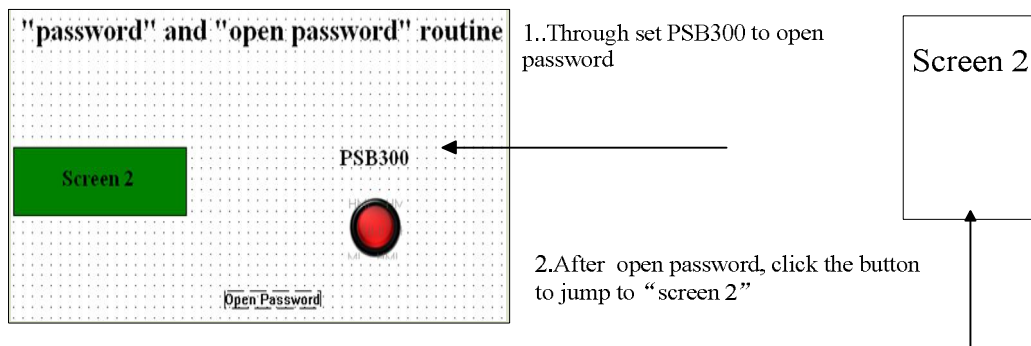 "password" and "open password" routine
Screen 2
PSB300
Open Password
1..Through set PSB300 to open
password
2.After open password, click the button
to jump to “screen 2”
Screen 2